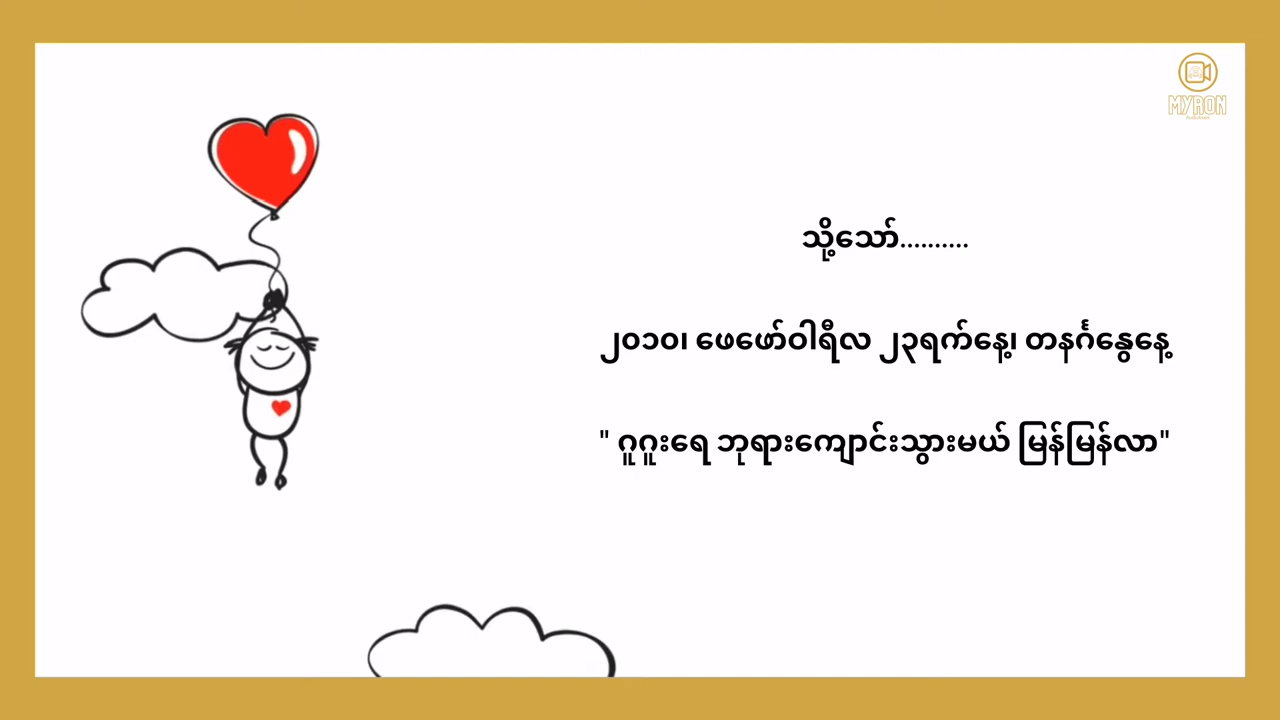 MYRON
သို့သော်..........
၂၀၁၀၊ ဖေဖော်ဝါရီလ ၂၃ရက်နေ့၊ တနင်္ဂနွေနေ့
" ဂူဂူးရေ ဘုရားကျောင်းသွားမယ် မြန်မြန်လာ"